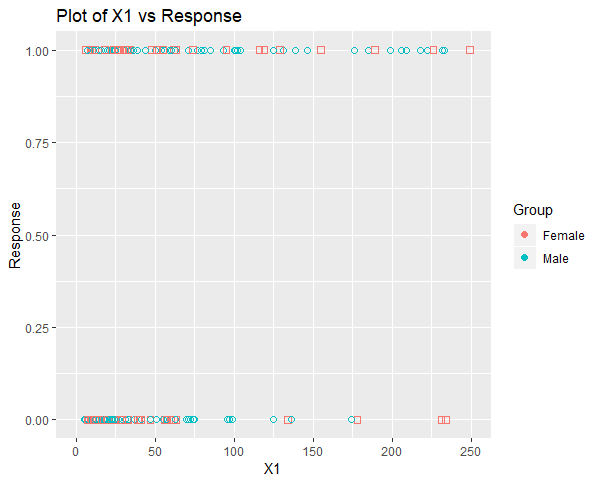 Plot of X1 vs Response
1.00
0.75
0.50
0.25
0.00
Response
0 50 100 150 200 250
X1
Group
Female
Male